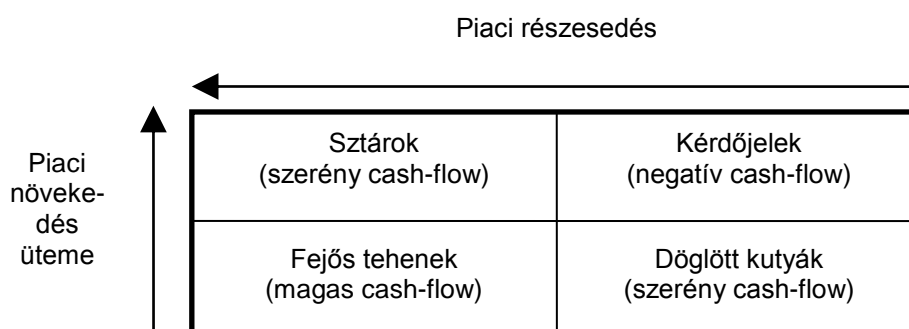 Piaci részesedés
Piaci
növeke-
dés
üteme
Sztárok
(szerény cash-flow)
Kérdőjelek
(negatív cash-flow)
Fejős tehenek
(magas cash-flow)
Döglött kutyák
(szerény cash-flow)